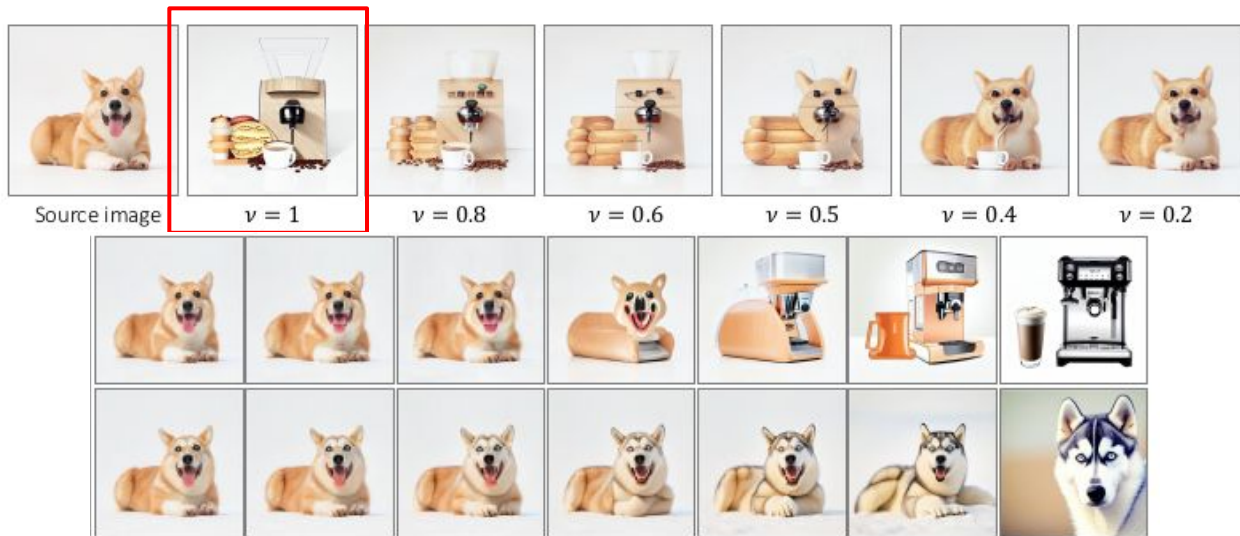 Source image ν = 1 ν = 0.8 ν = 0.6 ν = 0.5 ν = 0.4 ν = 0.2